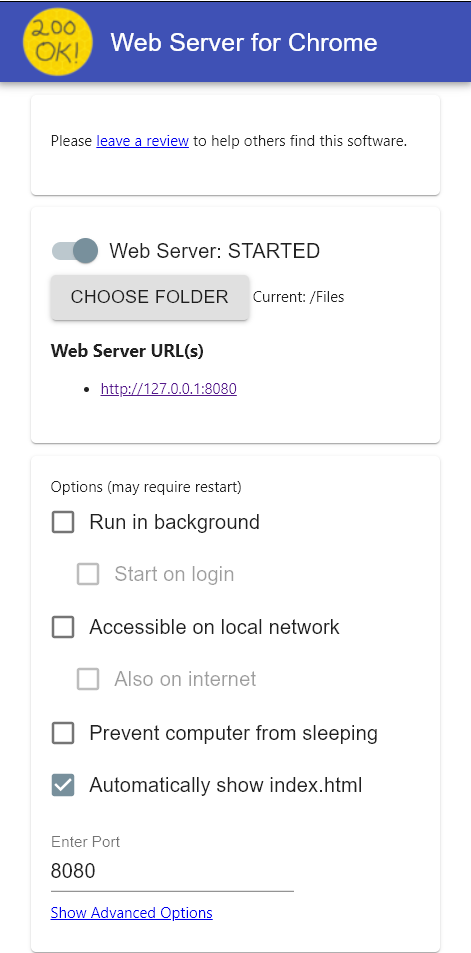 200
OK!
Web Server for Chrome
Please leave a review to help others find this software.
Web Server: STARTED
CHOOSE FOLDER Current: /Files
Web Server URL(s)
• http://127.0.0.1:8080
Options (may require restart)
Run in background
Start on login
Accessible on local network
Also on internet
Prevent computer from sleeping
Automatically show index.html
Enter Port
8080
Show Advanced Options